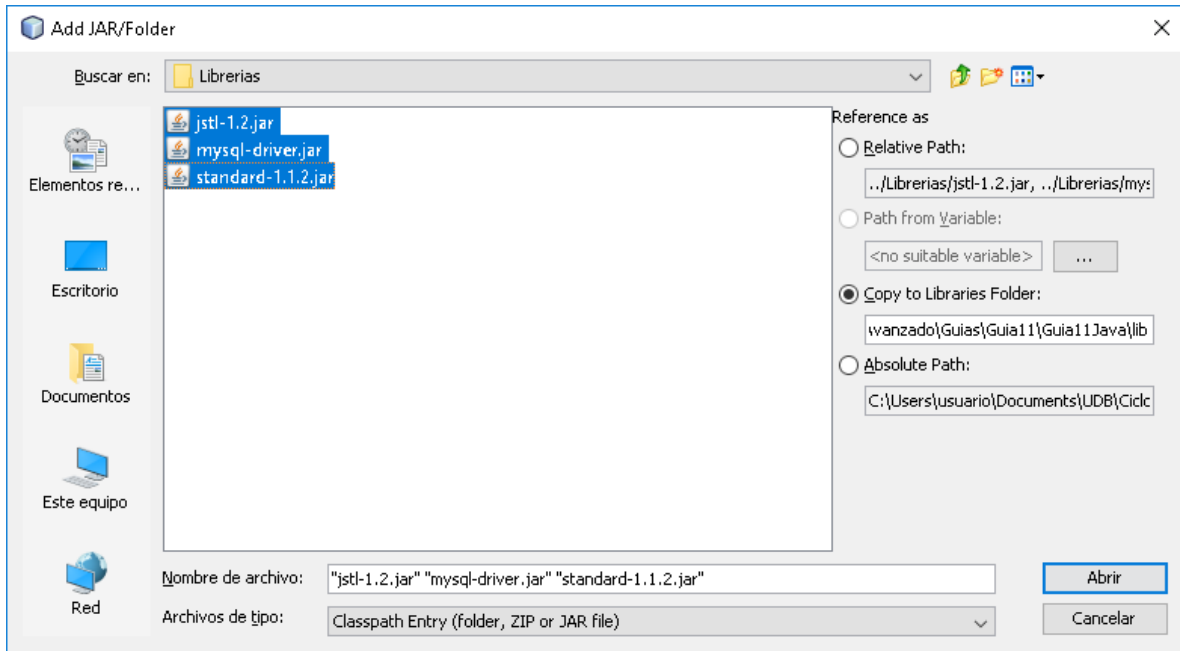 Add JAR/Folder
Buscar en:
Librerias
Elementos re...
Escritorio
Documentos
Este equipo
Red
jstl-1.2.jar
mysql-driver.jar
standard-1.1.2.jar
Reference as
Relative Path:
../Librerias/jstl-1.2.jar, ../Librerias/mys
Path from Variable:
<no suitable variable>
...
Copy to Libraries Folder:
vanzado\Guias\Guia11\Guia11Java\lib
Absolute Path:
C:\Users\usuario\Documents\UDB\Ciclo
Nombre de archivo:
"jstl-1.2.jar" "mysql-driver.jar" "standard-1.1.2.jar"
Abrir
Archivos de tipo:
Classpath Entry (folder, ZIP or JAR file)
Cancelar